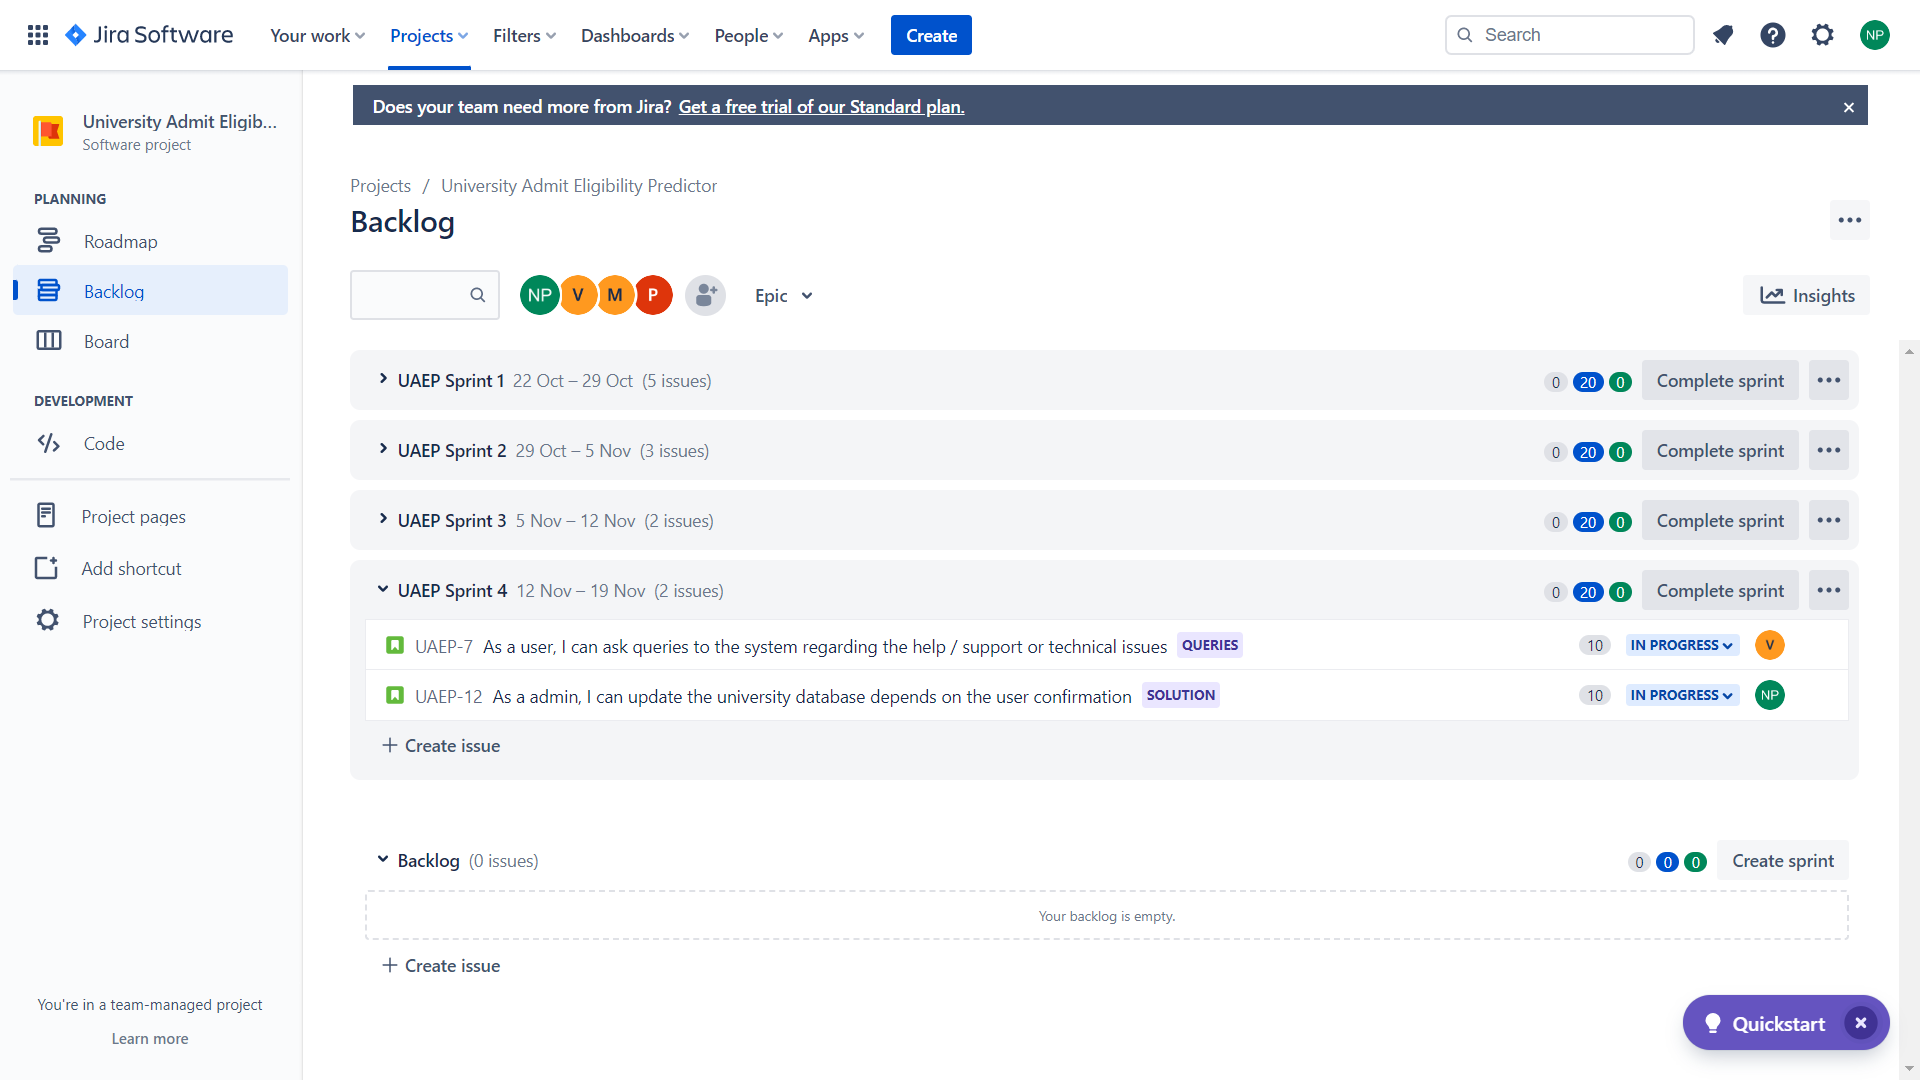 Jira Software
Your work
Projects
Filters
Dashboards
People
Apps
Create
Search
NP
University Admit Eligib...
Software project
PLANNING
Roadmap
Backlog
Board
DEVELOPMENT
Code
Project pages
Add shortcut
Project settings
You're in a team-managed project
Learn more
Does your team need more from Jira? Get a free trial of our Standard plan.
Projects / University Admit Eligibility Predictor
Backlog
NP V M P
Epic
Insights
UAEP Sprint 1 22 Oct – 29 Oct (5 issues) 0 20 0 Complete sprint
UAEP Sprint 2 29 Oct – 5 Nov (3 issues) 0 20 0 Complete sprint
UAEP Sprint 3 5 Nov – 12 Nov (2 issues) 0 20 0 Complete sprint
UAEP Sprint 4 12 Nov – 19 Nov (2 issues) 0 20 0 Complete sprint
UAEP-7 As a user, I can ask queries to the system regarding the help / support or technical issues QUERIES 10 IN PROGRESS V
UAEP-12 As a admin, I can update the university database depends on the user confirmation SOLUTION 10 IN PROGRESS NP
+ Create issue
Backlog (0 issues) 0 0 0 Create sprint
Your backlog is empty.
+ Create issue
Quickstart